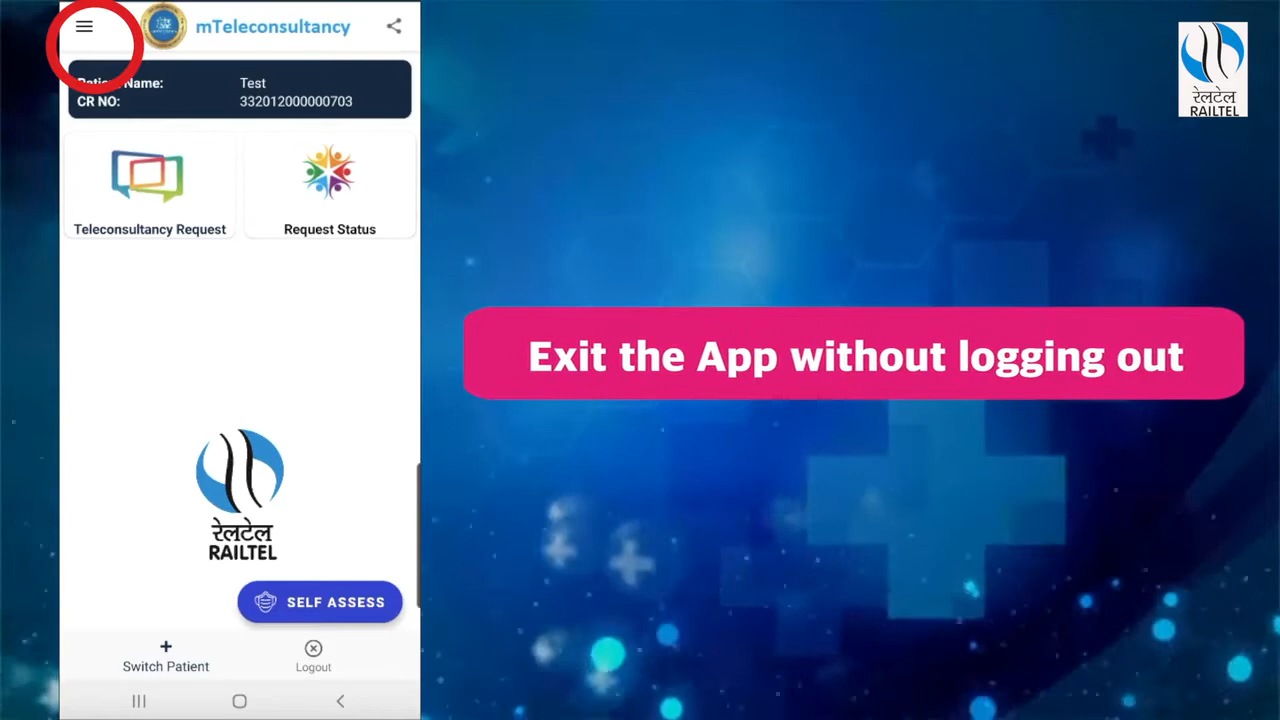 mTeleconsultancy
Patient Name: Test
CR NO: 332012000000703
Teleconsultancy Request
Request Status
रेलटेल
RAILTEL
SELF ASSESS
Switch Patient
Logout
Exit the App without logging out
रेलटेल
RAILTEL